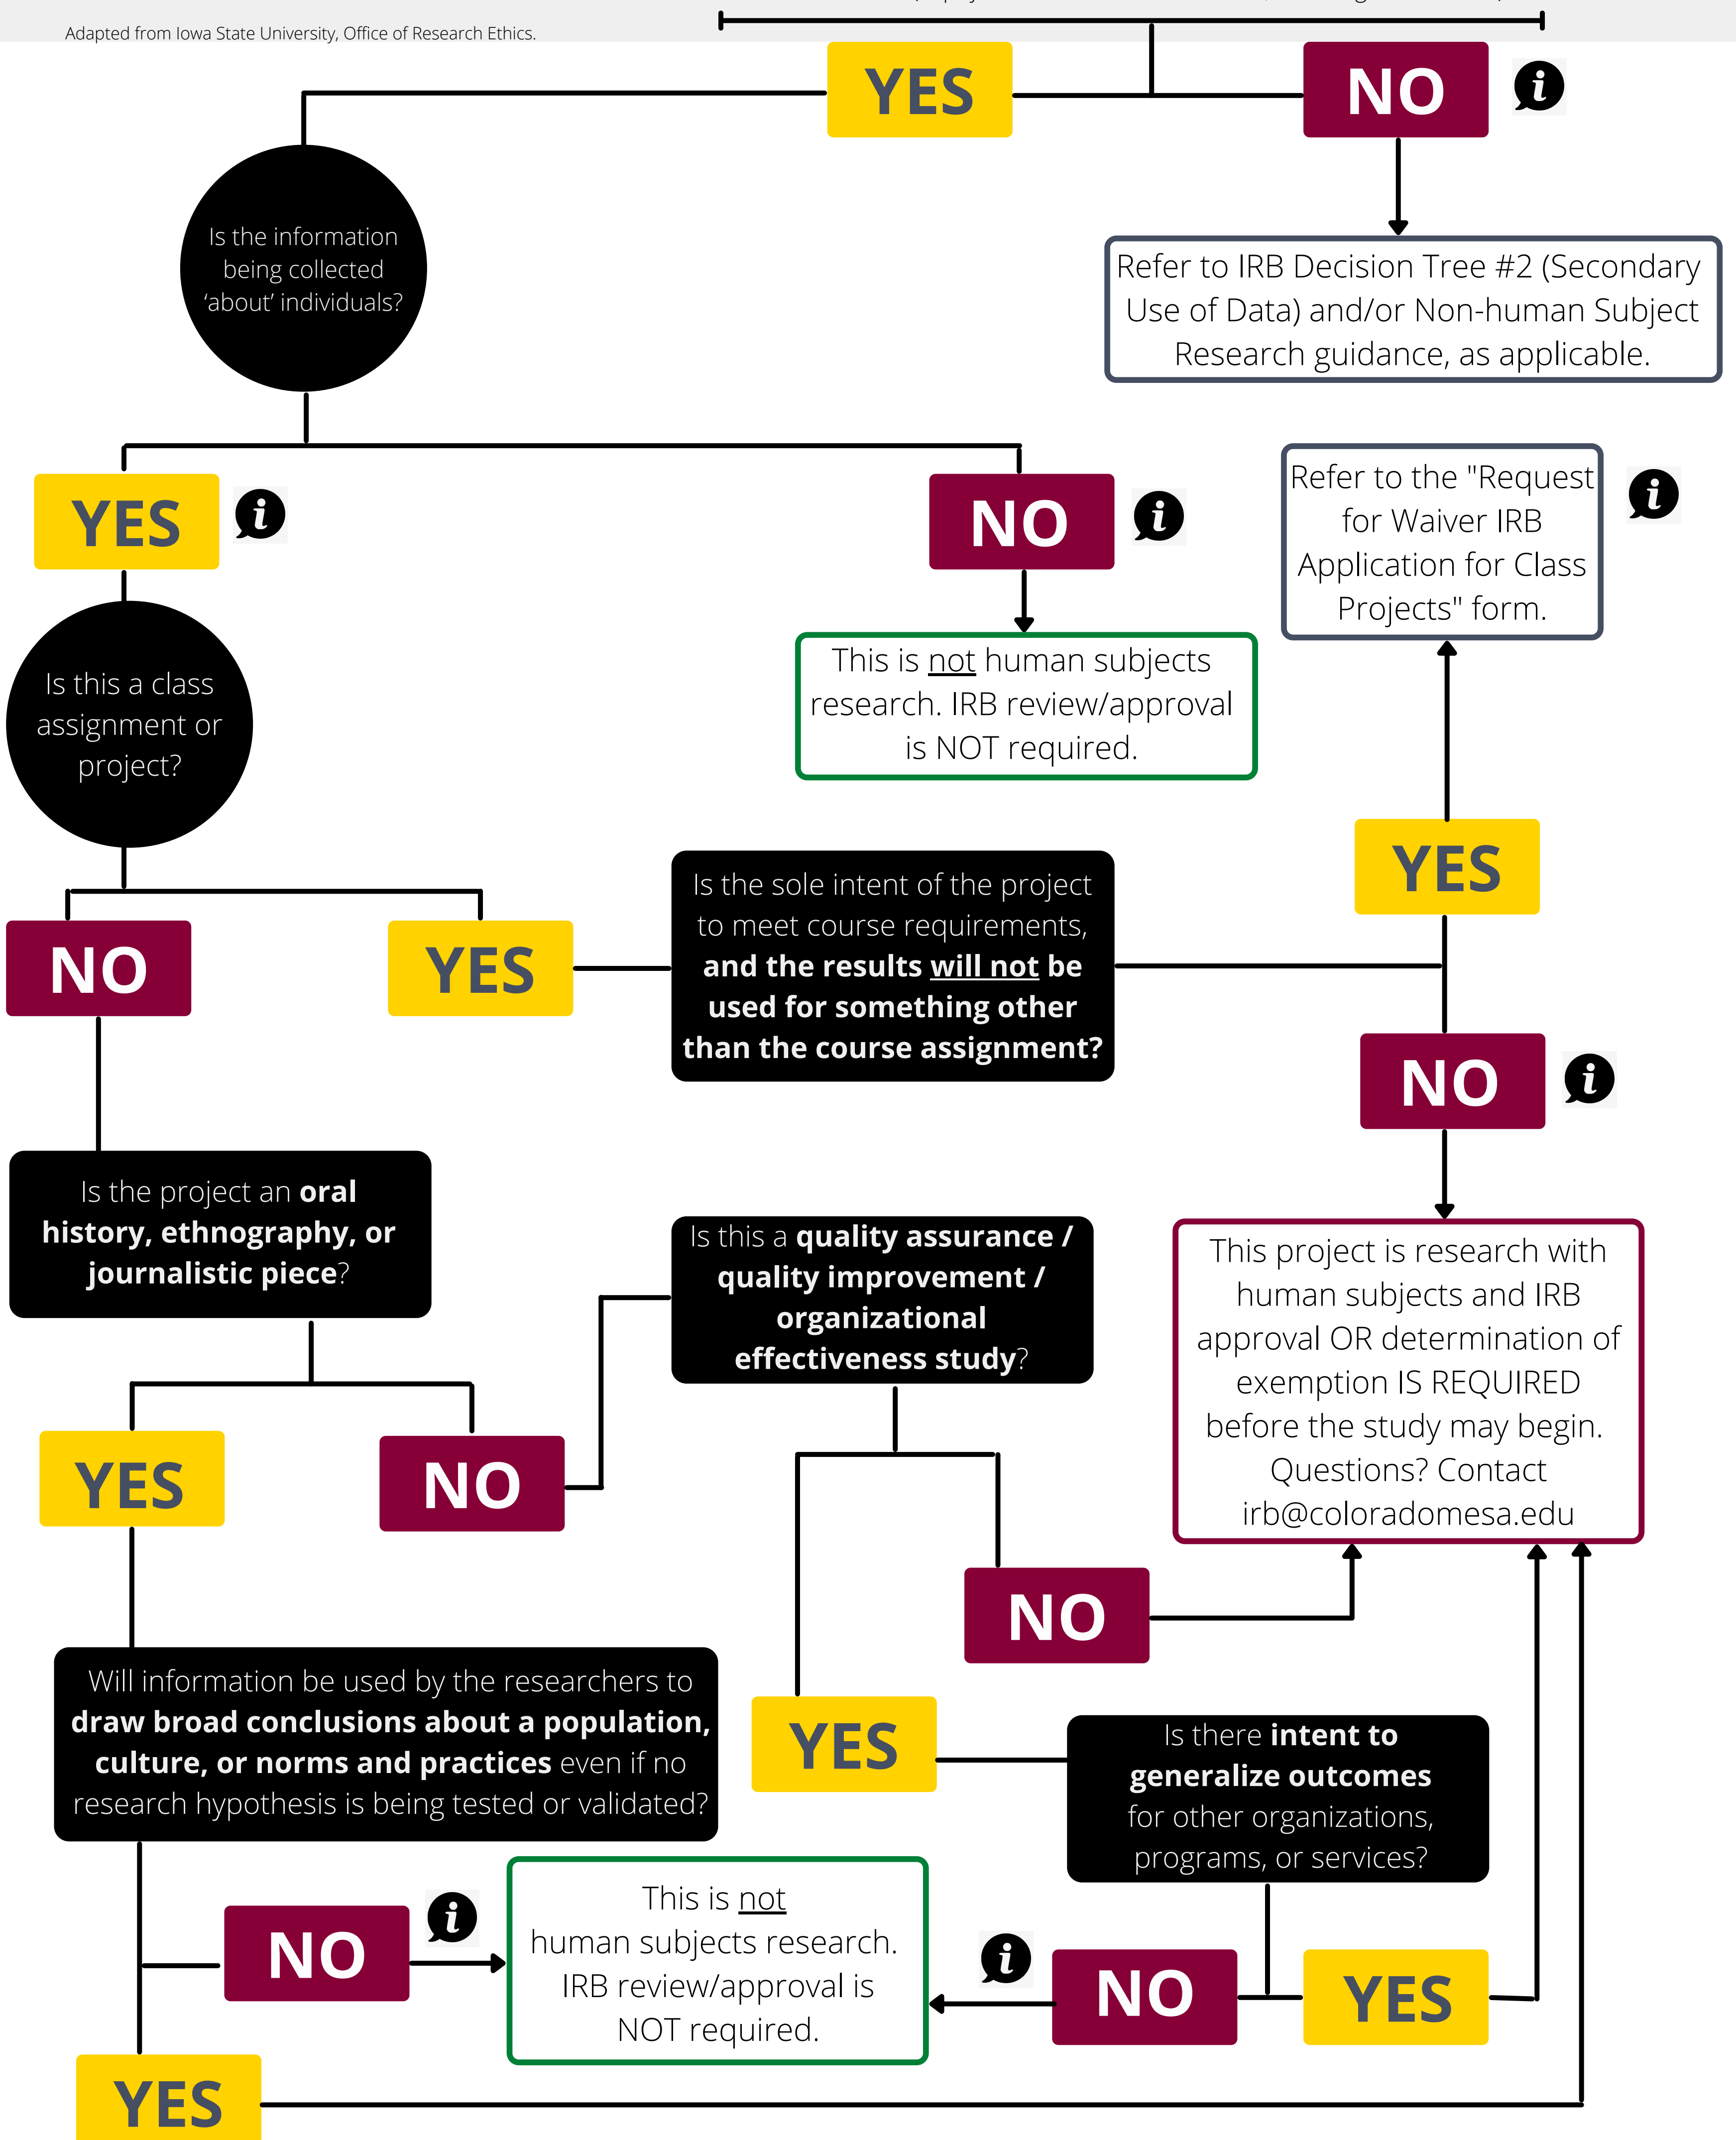 Adapted from Iowa State University, Office of Research Ethics.
YES
NO
i
Is the information
being collected
‘about’ individuals?
Refer to IRB Decision Tree #2 (Secondary
Use of Data) and/or Non-human Subject
Research guidance, as applicable.
YES
i
NO
i
Refer to the "Request
for Waiver IRB
Application for Class
Projects" form.
i
This is not human subjects
research. IRB review/approval
is NOT required.
Is this a class
assignment or
project?
YES
NO
YES
Is the sole intent of the project
to meet course requirements,
and the results will not be
used for something other
than the course assignment?
NO
i
Is the project an oral
history, ethnography, or
journalistic piece?
Is this a quality assurance /
quality improvement /
organizational
effectiveness study?
This project is research with
human subjects and IRB
approval OR determination of
exemption IS REQUIRED
before the study may begin.
Questions? Contact
irb@coloradomesa.edu
YES
NO
NO
Will information be used by the researchers to
draw broad conclusions about a population,
culture, or norms and practices even if no
research hypothesis is being tested or validated?
YES
Is there intent to
generalize outcomes
for other organizations,
programs, or services?
NO
i
This is not
human subjects research.
IRB review/approval is
NOT required.
i
NO
YES
YES